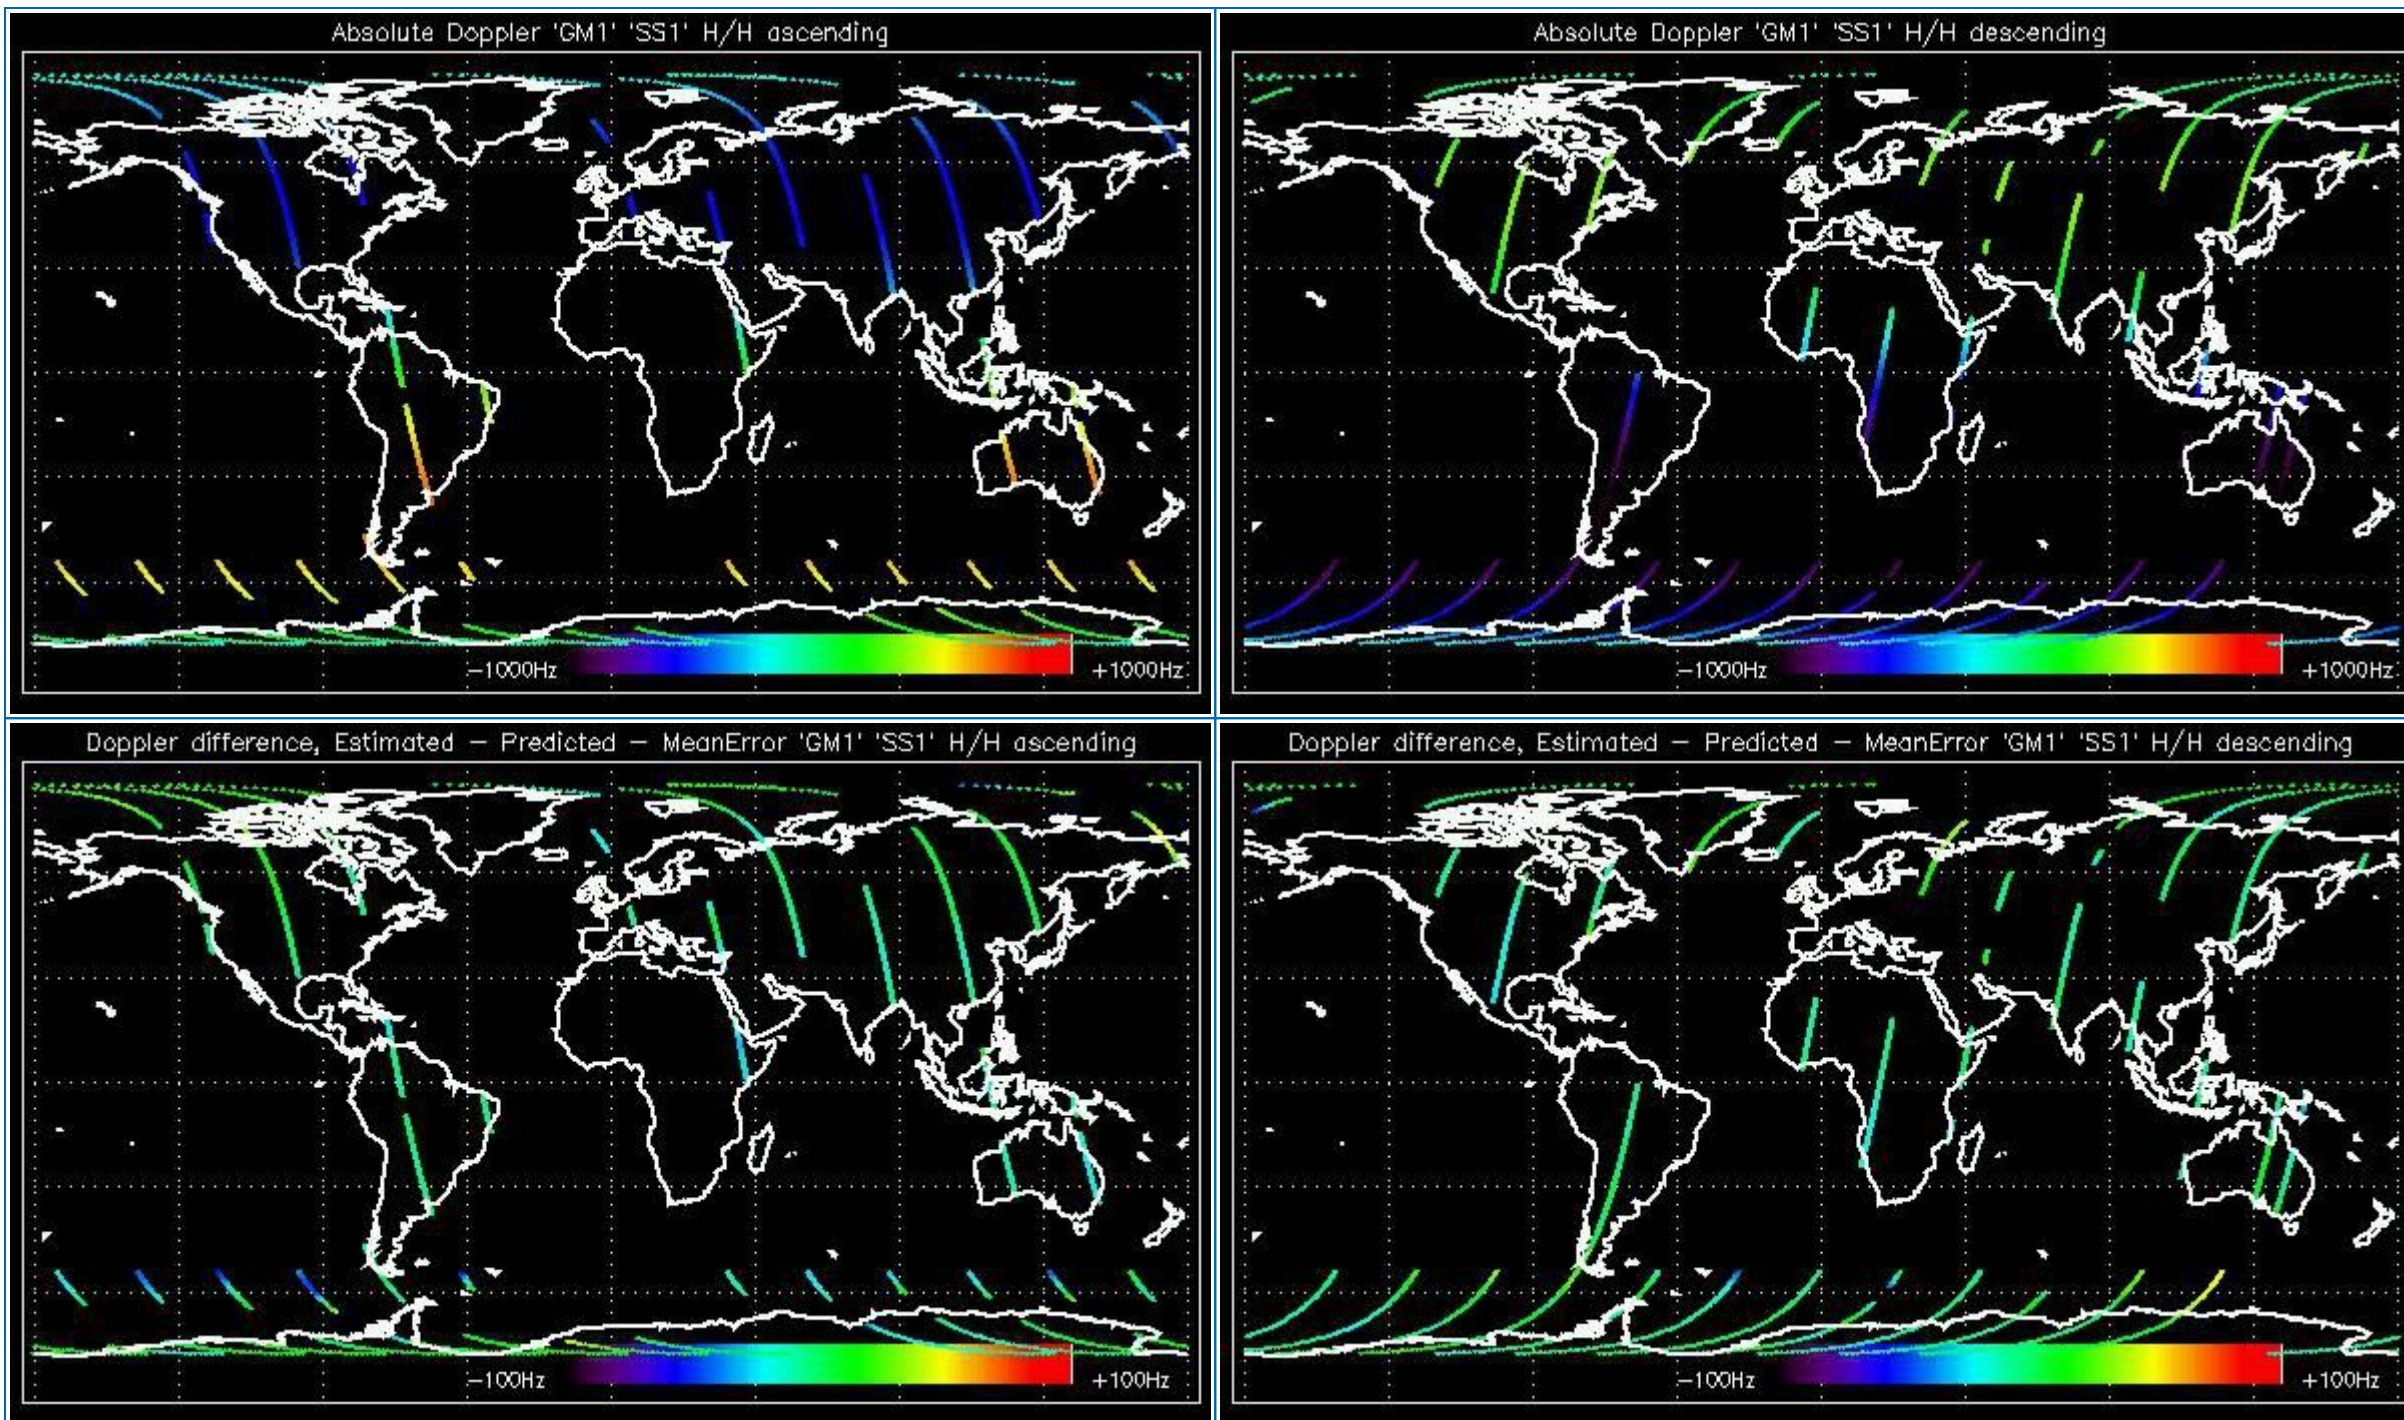 Absolute Doppler 'GM1' 'SS1' H/H ascending
−1000Hz +1000Hz
Absolute Doppler 'GM1' 'SS1' H/H descending
−1000Hz +1000Hz
Doppler difference, Estimated − Predicted − MeanError 'GM1' 'SS1' H/H ascending
−100Hz +100Hz
Doppler difference, Estimated − Predicted − MeanError 'GM1' 'SS1' H/H descending
−100Hz +100Hz